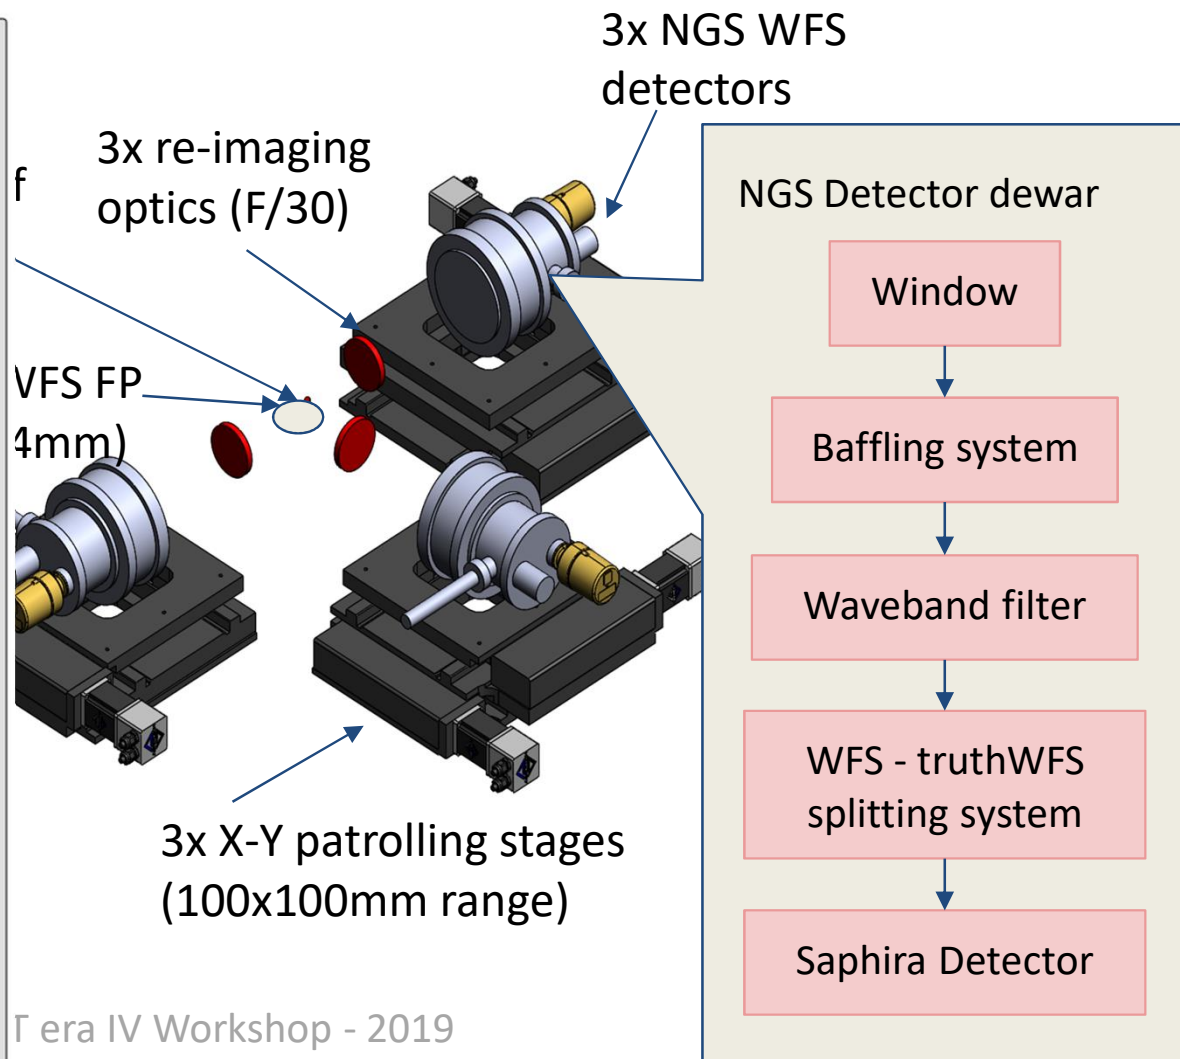 3x NGS WFS
detectors
3x re-imaging
optics (F/30)
f
WFS FP
4mm)
3x X-Y patrolling stages
(100x100mm range)
NGS Detector dewar
Window
Baffling system
Waveband filter
WFS - truthWFS
splitting system
Saphira Detector
T era IV Workshop - 2019